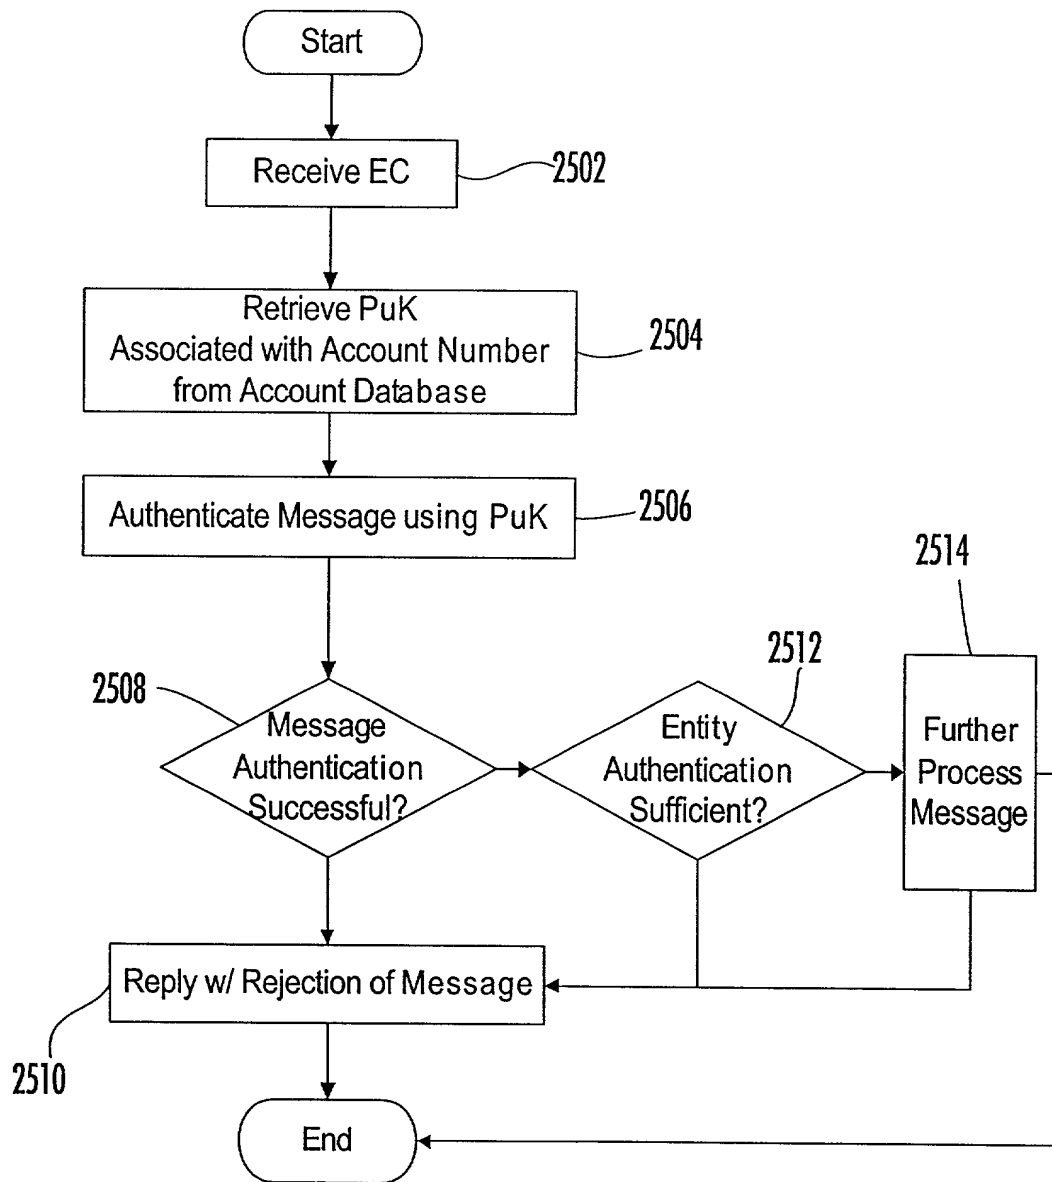 Start
Receive EC
2502
Retrieve PuK
Associated with Account Number
from Account Database
2504
Authenticate Message using PuK
2506
2508
Message
Authentication
Successful?
2512
Entity
Authentication
Sufficient?
2514
Further
Process
Message
Reply w/ Rejection of Message
2510
End